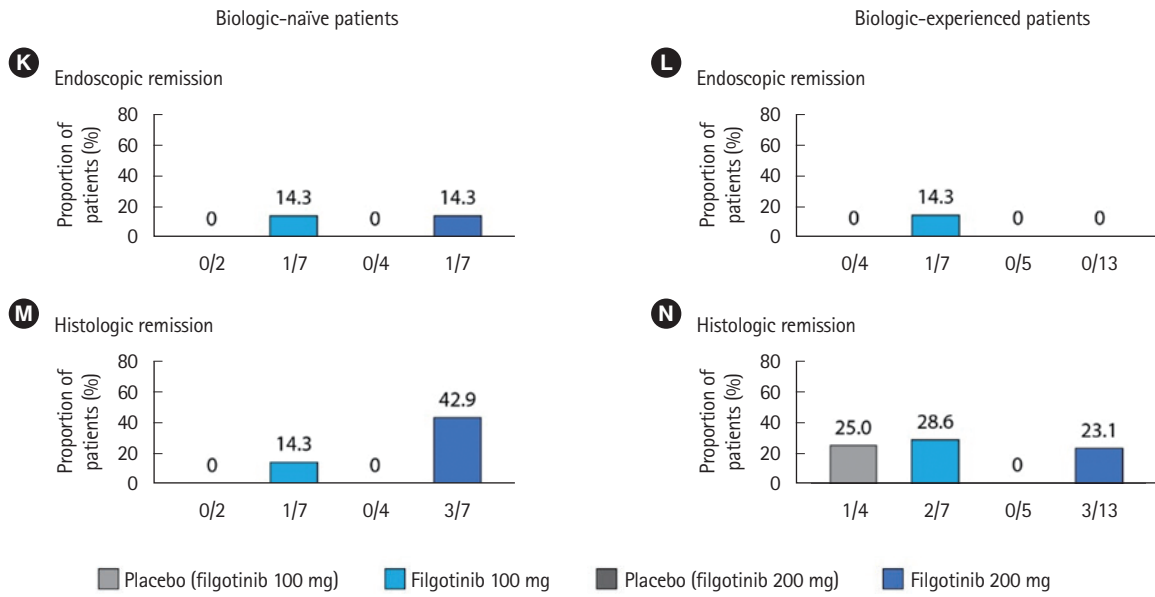 Biologic-naïve patients
Biologic-experienced patients
K Endoscopic remission
Proportion of
patients (%)
80
60
40
20
0
0
14.3
0
14.3
0/2 1/7 0/4 1/7
L Endoscopic remission
Proportion of
patients (%)
80
60
40
20
0
0
14.3
0
0
0/4 1/7 0/5 0/13
M Histologic remission
Proportion of
patients (%)
80
60
40
20
0
0
14.3
0
42.9
0/2 1/7 0/4 3/7
N Histologic remission
Proportion of
patients (%)
80
60
40
20
0
25.0
28.6
0
23.1
1/4 2/7 0/5 3/13
Placebo (filgotinib 100 mg) Filgotinib 100 mg Placebo (filgotinib 200 mg) Filgotinib 200 mg